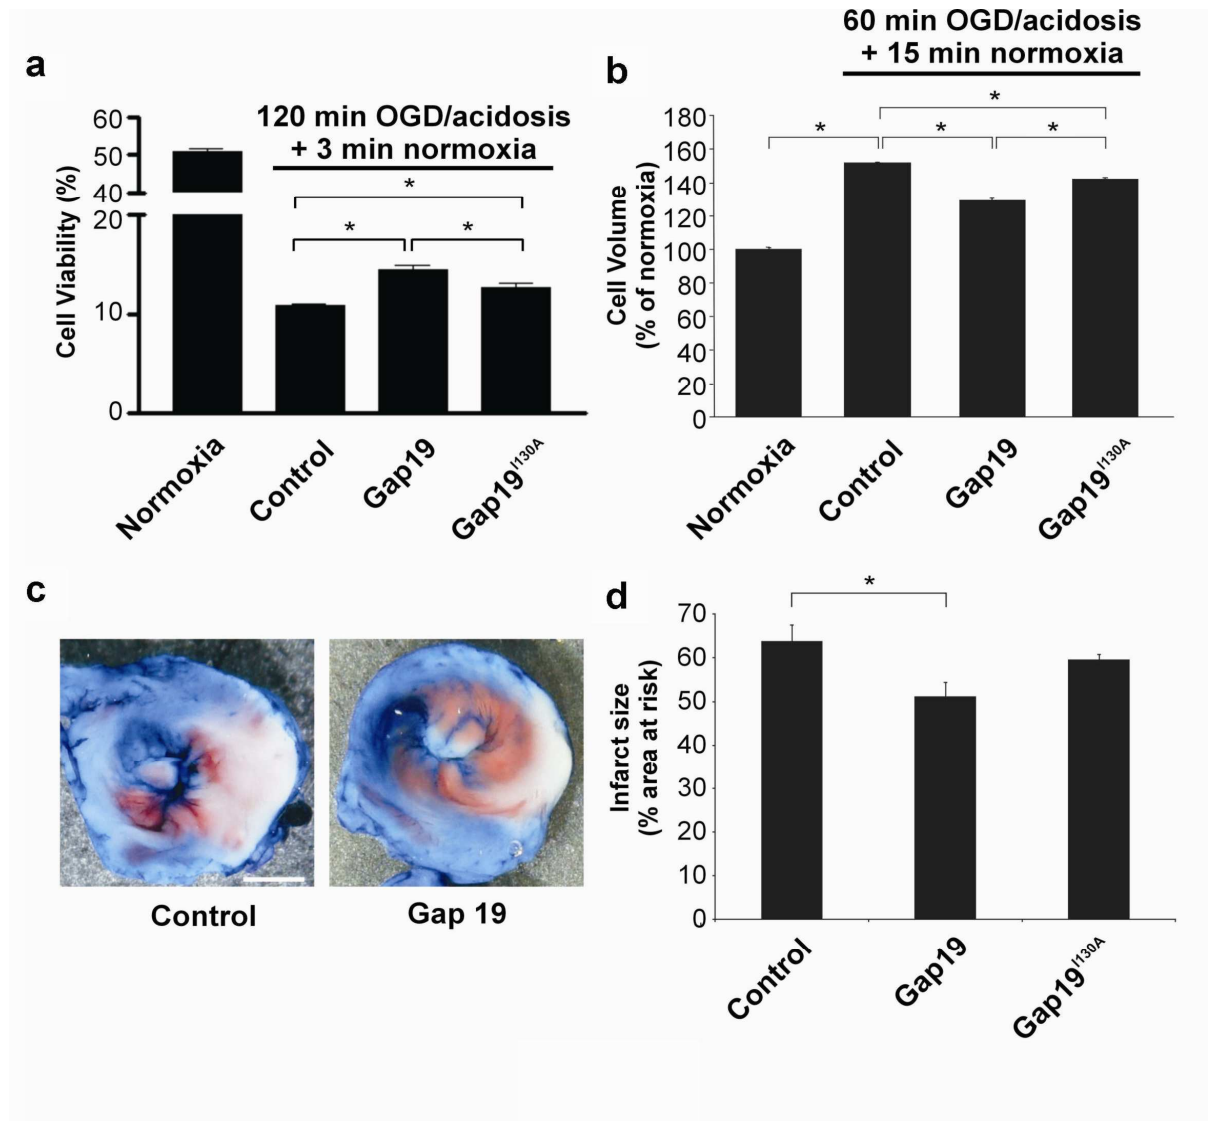 a
120 min OGD/acidosis
+ 3 min normoxia
Cell Viability (%)
60
50
40
20
10
0
*
*
*
Normoxia
Control
Gap19
Gap19I130A
b
60 min OGD/acidosis
+ 15 min normoxia
Cell Volume
(% of normoxia)
180
160
140
120
100
80
60
40
20
0
*
*
*
*
Normoxia
Control
Gap19
Gap19I130A
c
Control
Gap 19
d
Infarct size
(% area at risk)
70
60
50
40
30
20
10
0
*
Control
Gap19
Gap19I130A